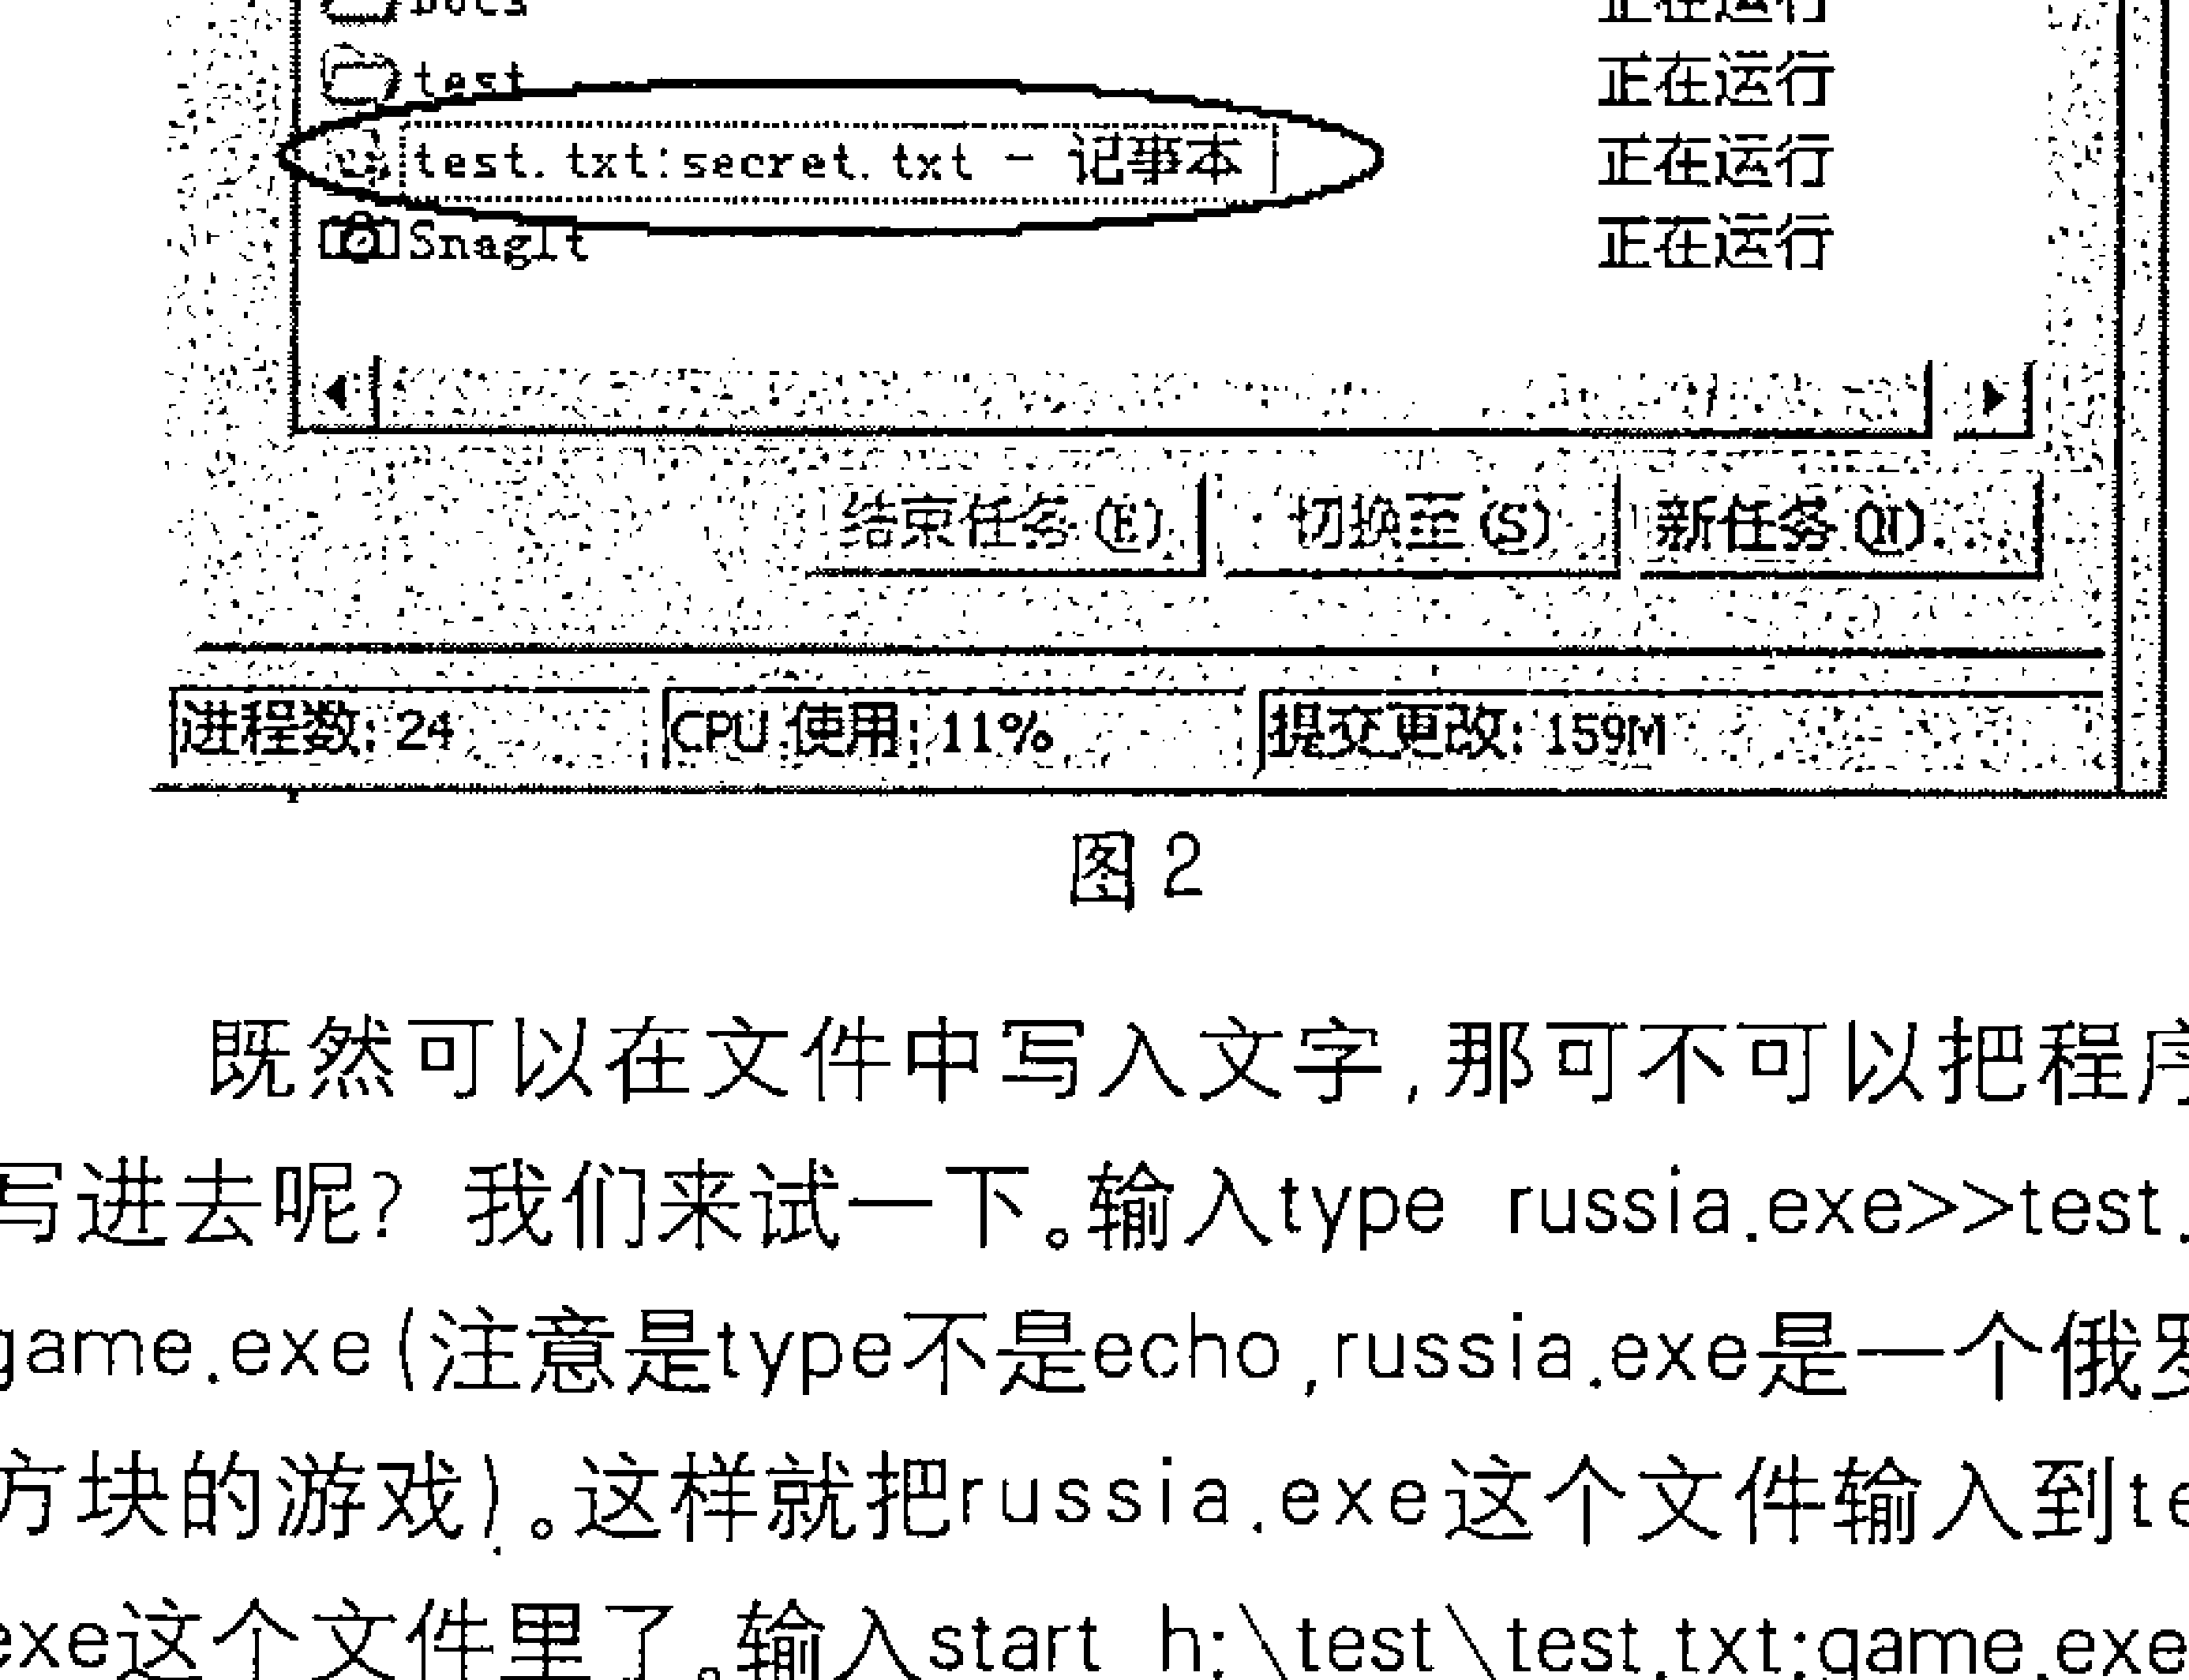 Docs 正在运行
test 正在运行
test.txt:secret.txt - 记事本 正在运行
SnagIt 正在运行
结束任务(E) 切换至(S) 新任务(N)...
进程数: 24 CPU 使用: 11% 提交更改: 159M
图2
既然可以在文件中写入文字,那可不可以把程序
写进去呢? 我们来试一下。输入type russia.exe>>test.
game.exe(注意是type不是echo,russia.exe是一个俄罗
方块的游戏)。这样就把russia.exe这个文件输入到te
exe这个文件里了。输入start h:\test\test.txt:game.exe